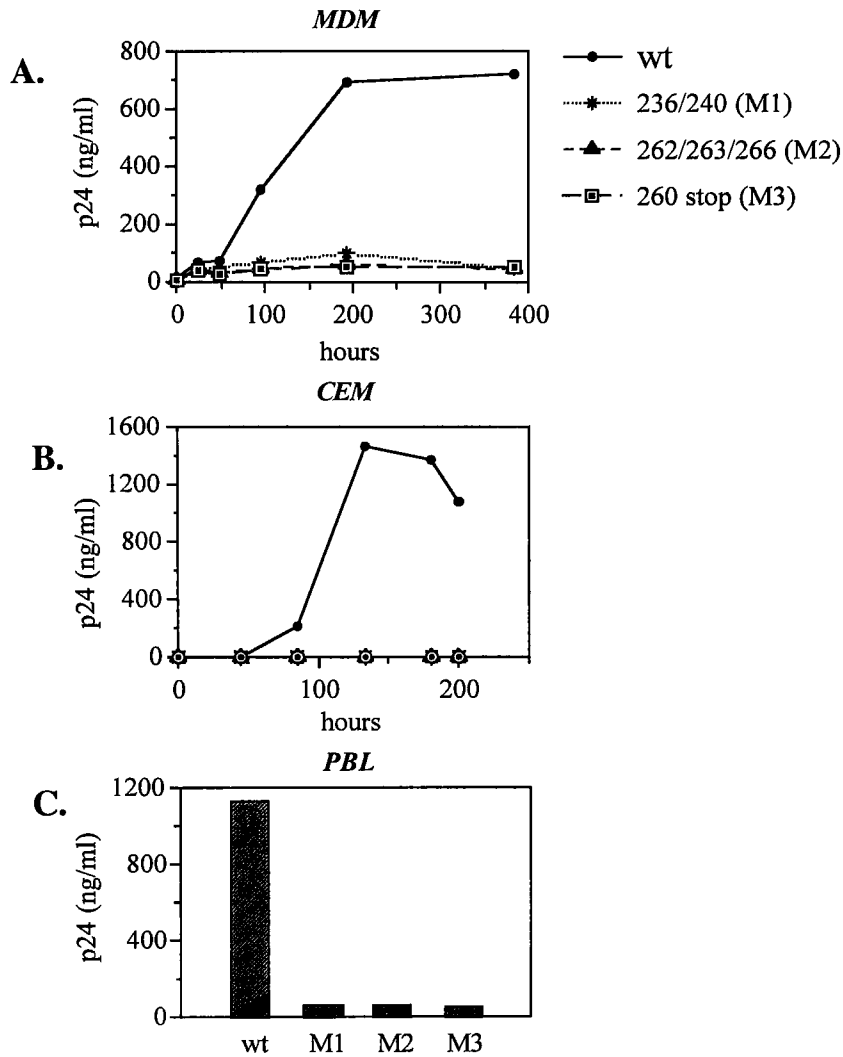 MDM
A.
800
600
400
200
0
p24 (ng/ml)
0 100 200 300 400
hours
wt
236/240 (M1)
262/263/266 (M2)
260 stop (M3)
CEM
B.
1600
1200
800
400
0
p24 (ng/ml)
0 100 200
hours
PBL
C.
1200
800
400
0
p24 (ng/ml)
wt M1 M2 M3